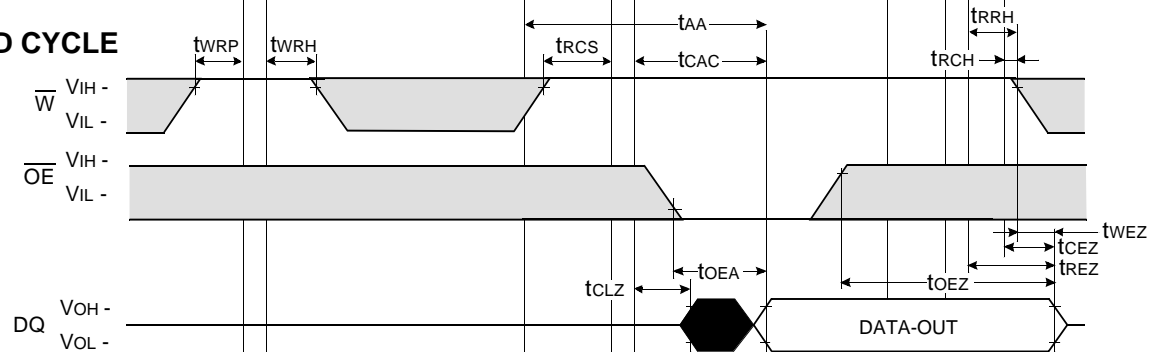 tRRH
tAA
D CYCLE
tWRP tWRH tRCS tCAC tRCH
W VIH -
VIL -
OE VIH -
VIL -
tWEZ
tCEZ
tOEA tREZ
tCLZ tOEZ
DQ VOH -
DATA-OUT
VOL -